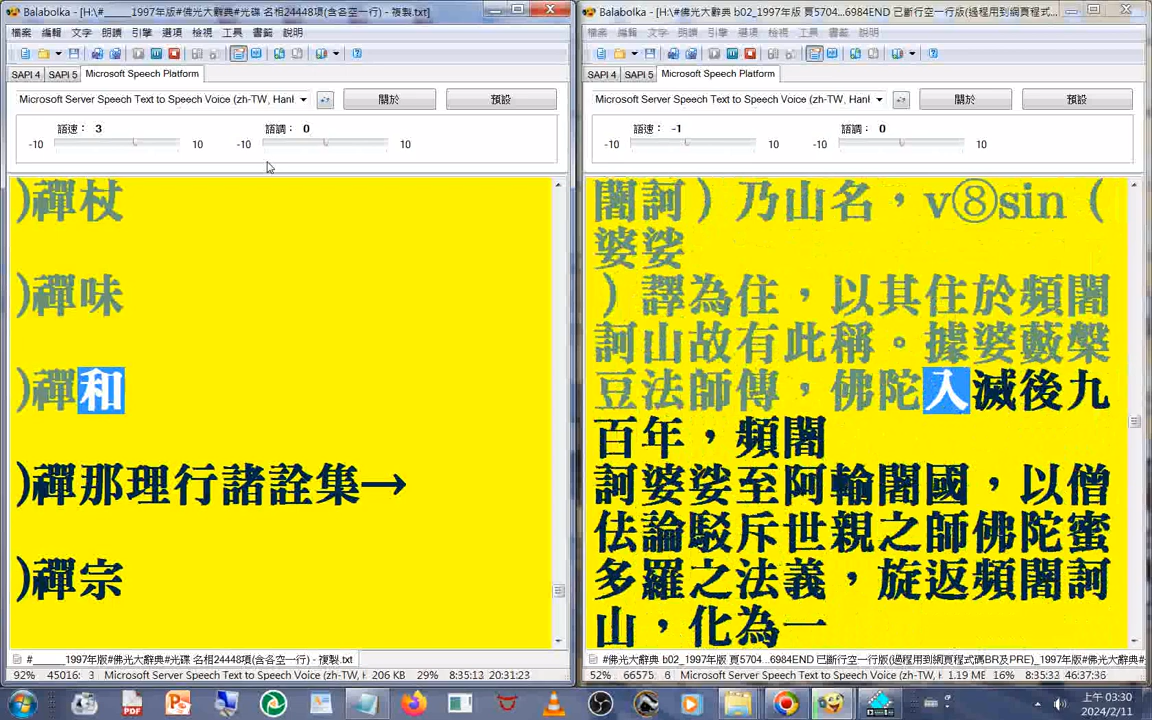 Balabolka - [H:\#_____1997年版#佛光大辭典#光碟 名相24448項(含各空一行) - 複製.txt]
檔案 編輯 文字 朗讀 引擎 選項 檢視 工具 書籤 說明
SAPI 4 SAPI 5 Microsoft Speech Platform
Microsoft Server Speech Text to Speech Voice (zh-TW, Hanl
關於 預設
語速： 3 語調： 0
-10 10 -10 10
)禪杖
)禪味
)禪和
)禪那理行諸詮集→
)禪宗
#_____1997年版#佛光大辭典#光碟 名相24448項(含各空一行) - 複製.txt
92% 45016: 3 Microsoft Speech Platform Microsoft Server Speech Text to Speech Voice (zh-TW, H 206 KB 29% 8:35:13 20:31:23
Balabolka - [H:\#佛光大辭典 b02_1997年版 頁5704...6984END 已斷行空一行版(過程用到網頁程式...
檔案 編輯 文字 朗讀 引擎 選項 檢視 工具 書籤 說明
SAPI 4 SAPI 5 Microsoft Speech Platform
Microsoft Server Speech Text to Speech Voice (zh-TW, Hanl
關於 預設
語速： -1 語調： 0
-10 10 -10 10
闍訶）乃山名，v⑧sin（
婆娑
）譯為住，以其住於頻闍
訶山故有此稱。據婆藪槃
豆法師傳，佛陀入滅後九
百年，頻闍
訶婆娑至阿輸闍國，以僧
佉論駁斥世親之師佛陀蜜
多羅之法義，旋返頻闍訶
山，化為一
#佛光大辭典 b02_1997年版 頁5704...6984END 已斷行空一行版(過程用到網頁程式碼BR及PRE)_1997年版#佛光大辭典#
52% 66575: 8 Microsoft Speech Platform Microsoft Server Speech Text to Speech Voice (zh-TW, H 1.19 MB 16% 8:35:33 46:37:36
上午 03:30
2024/2/11